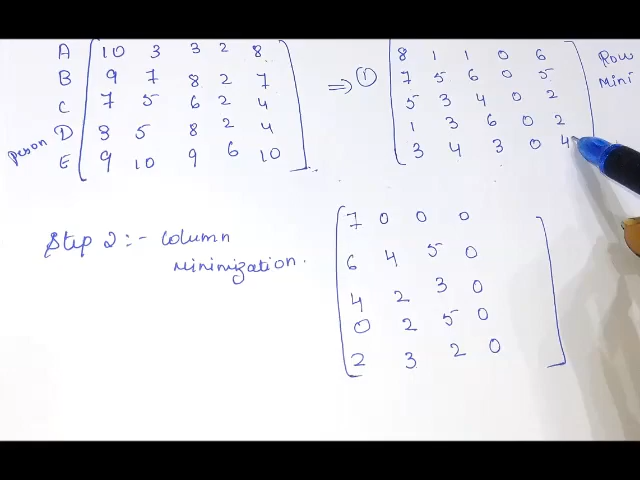 A 10 3 3 2 8
B 9 7 8 2 7
C 7 5 6 2 4
person D 3 5 8 2 4
E 9 10 9 6 10
⇒ ① 8 1 1 0 6 Row
7 5 6 0 5 mini
5 3 4 0 2
1 3 6 0 2
3 4 3 0 4
Step 2 :- column
minimization.
7 0 0 0
6 4 5 0
4 2 3 0
0 2 5 0
2 3 2 0